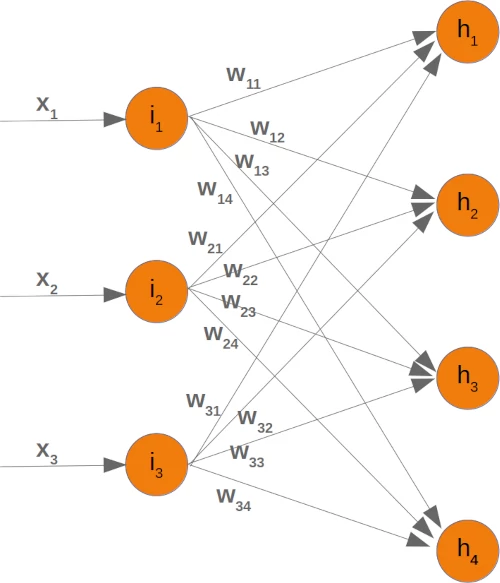 h₁
w₁₁
x₁
i₁
w₁₂
w₁₃
w₁₄
h₂
w₂₁
w₂₂
x₂
i₂
w₂₃
w₂₄
h₃
w₃₁
w₃₂
x₃
i₃
w₃₃
w₃₄
h₄